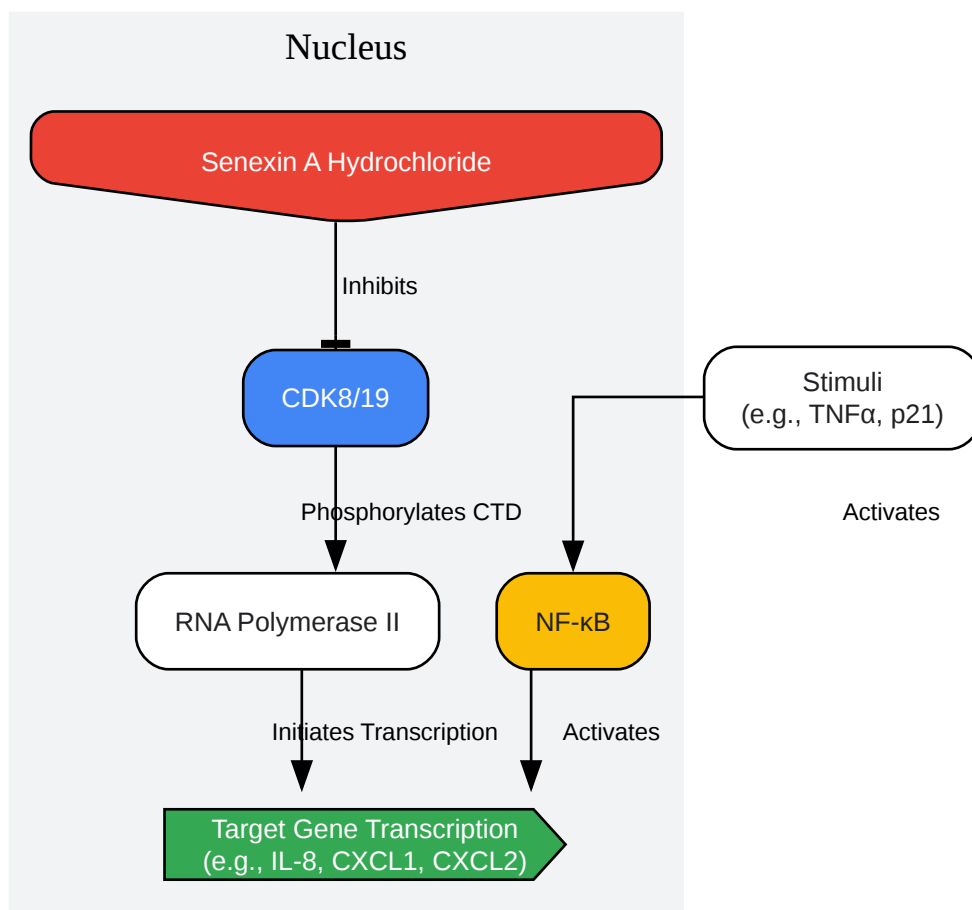 Nucleus
Senexin A Hydrochloride
Inhibits
CDK8/19
Stimuli
(e.g., TNFα, p21)
Phosphorylates CTD
Activates
RNA Polymerase II
NF-κB
Initiates Transcription
Activates
Target Gene Transcription
(e.g., IL-8, CXCL1, CXCL2)